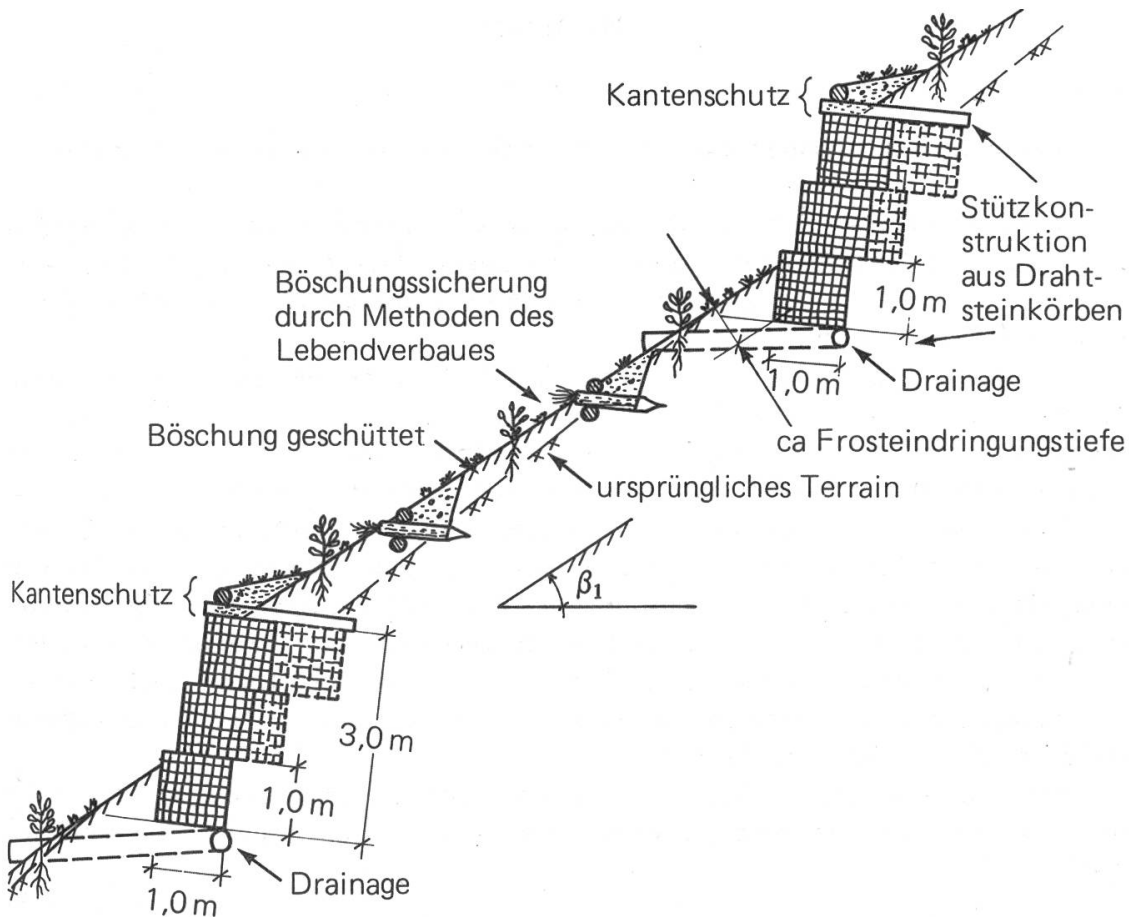 Kantenschutz {
Stützkon-
struktion
aus Draht-
steinkörben
1,0 m
1,0 m
Drainage
Böschungssicherung
durch Methoden des
Lebendverbaues
ca Frosteindringungstiefe
Böschung geschüttet
ursprüngliches Terrain
β₁
Kantenschutz {
3,0 m
1,0 m
Drainage
1,0 m